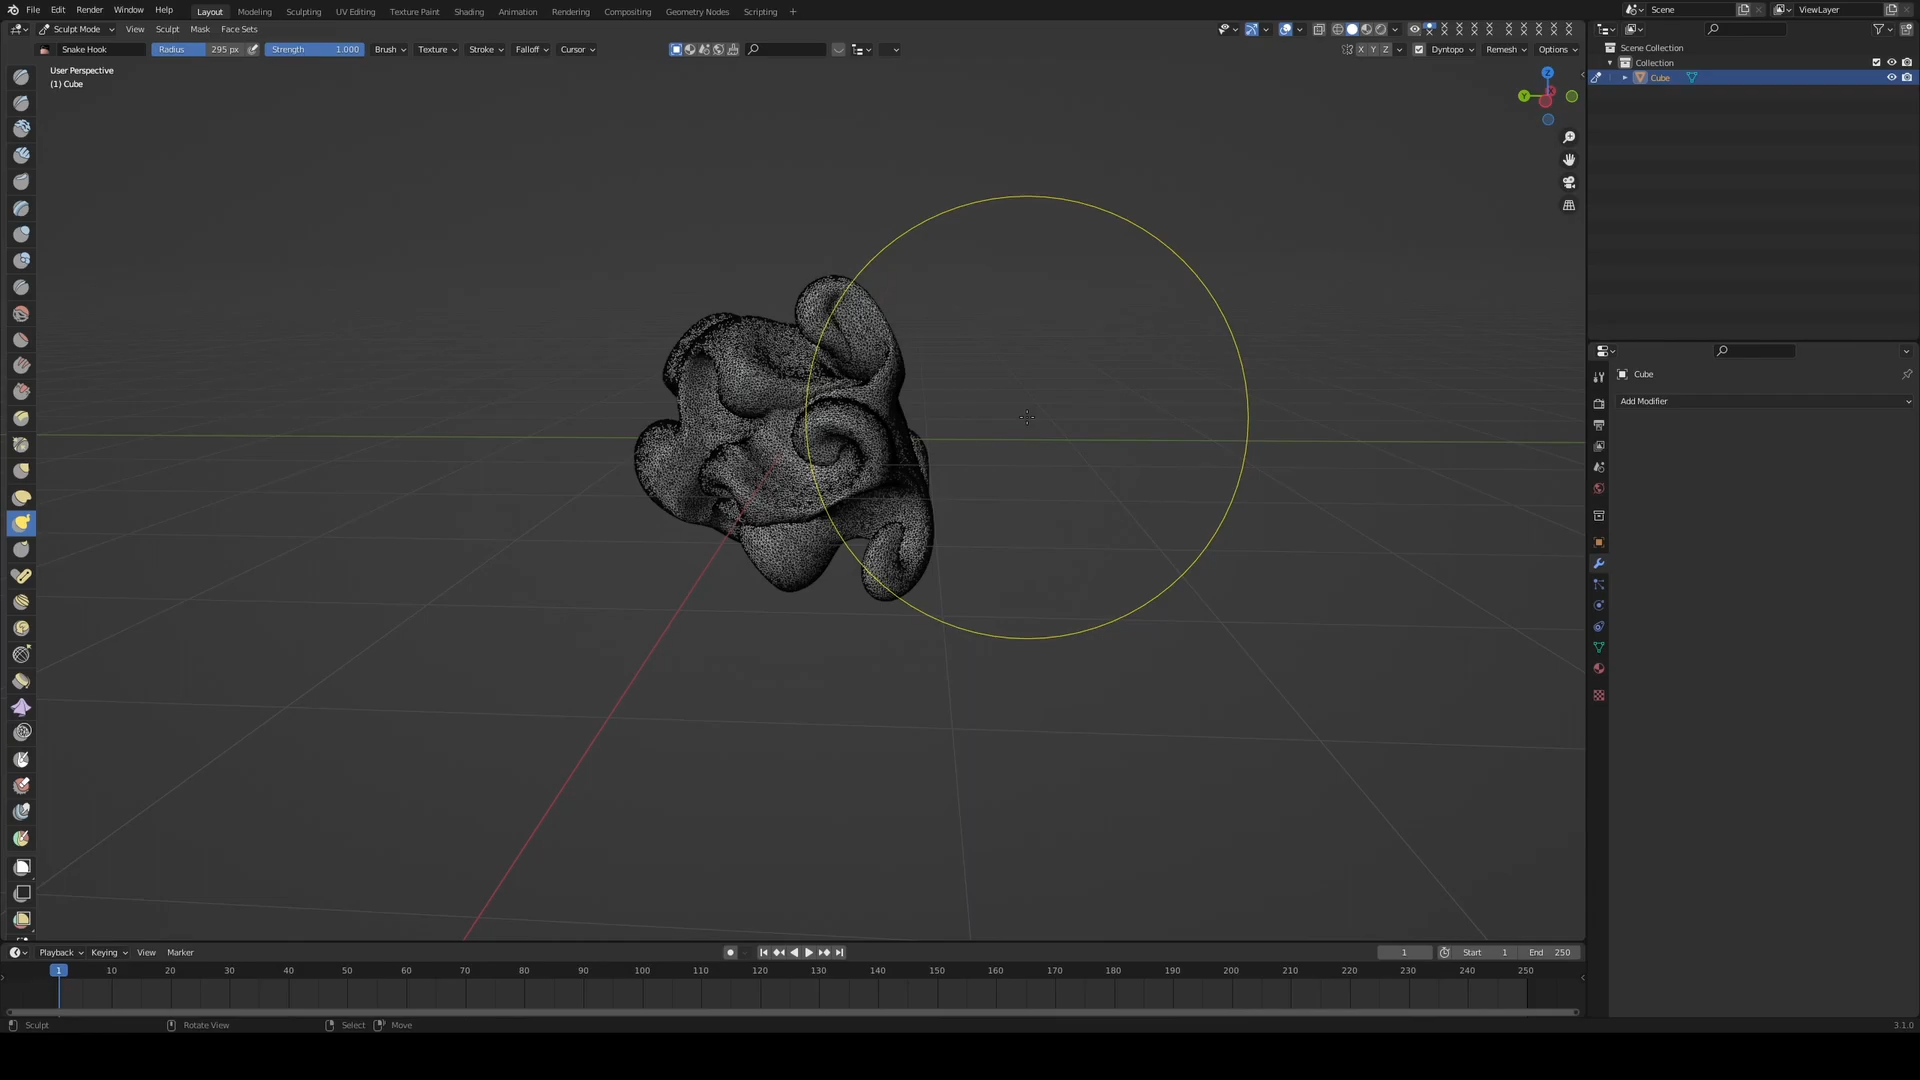 File Edit Render Window Help Layout Modeling Sculpting UV Editing Texture Paint Shading Animation Rendering Compositing Geometry Nodes Scripting + Scene ViewLayer
Sculpt Mode View Sculpt Mask Face Sets
Snake Hook Radius 295 px Strength 1.000 Brush Texture Stroke Falloff Cursor X Y Z Dyntopo Remesh Options
User Perspective
(1) Cube
Z
Y
X
Scene Collection
Collection
Cube
Cube
Add Modifier
Playback Keying View Marker 1 Start 1 End 250
1 10 20 30 40 50 60 70 80 90 100 110 120 130 140 150 160 170 180 190 200 210 220 230 240 250
Sculpt Rotate View Select Move 3.1.0